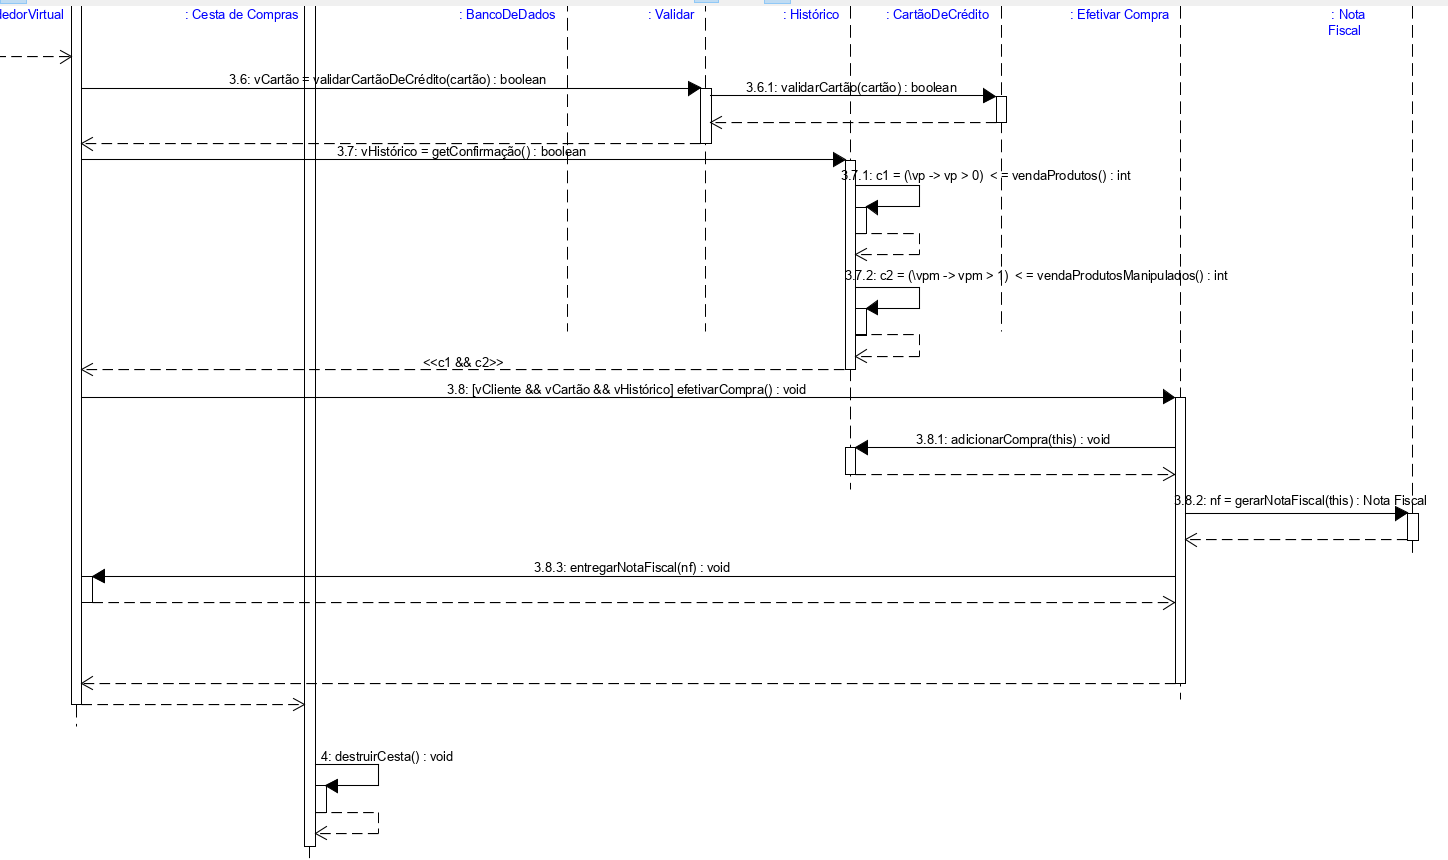 dedorVirtual
: Cesta de Compras
: BancoDeDados
: Validar
: Histórico
: CartãoDeCrédito
: Efetivar Compra
: Nota
Fiscal
3.6: vCartão = validarCartãoDeCrédito(cartão) : boolean
3.6.1: validarCartão(cartão) : boolean
3.7: vHistórico = getConfirmação() : boolean
3.7.1: c1 = (\vp -> vp > 0) < = vendaProdutos() : int
3.7.2: c2 = (\vpm -> vpm > 1) < = vendaProdutosManipulados() : int
<<c1 && c2>>
3.8: [vCliente && vCartão && vHistórico] efetivarCompra() : void
3.8.1: adicionarCompra(this) : void
3.8.2: nf = gerarNotaFiscal(this) : Nota Fiscal
3.8.3: entregarNotaFiscal(nf) : void
4: destruirCesta() : void